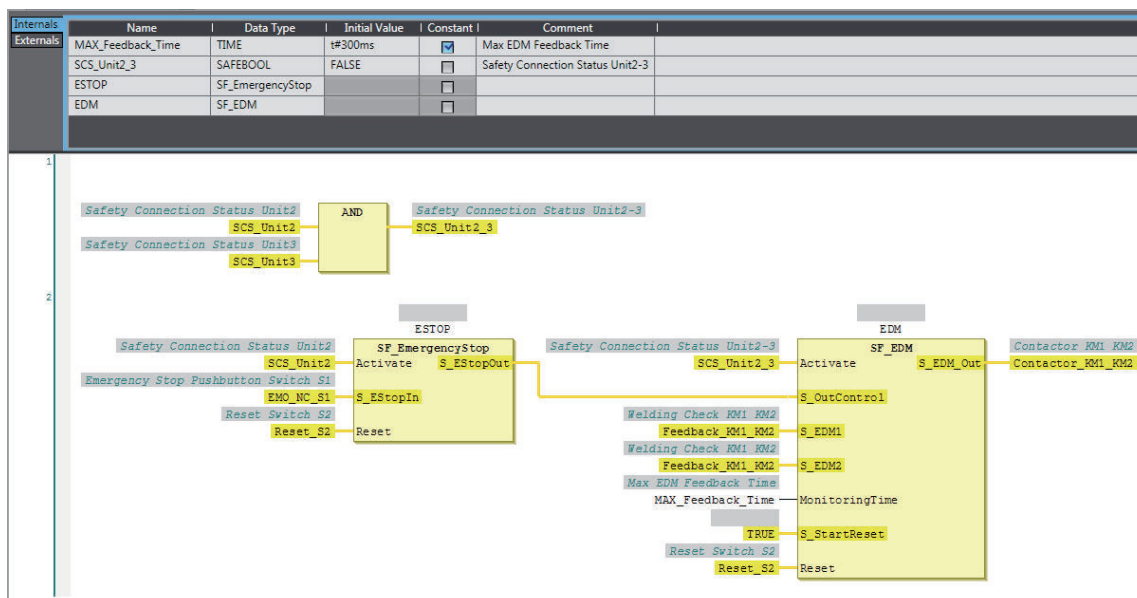 Internals
Externals
Name Data Type Initial Value Constant Comment
MAX_Feedback_Time TIME t#300ms Max EDM Feedback Time
SCS_Unit2_3 SAFEBOOL FALSE Safety Connection Status Unit2-3
ESTOP SF_EmergencyStop
EDM SF_EDM
1
Safety Connection Status Unit2 AND Safety Connection Status Unit2-3
SCS_Unit2 SCS_Unit2_3
Safety Connection Status Unit3
SCS_Unit3
2
ESTOP EDM
Safety Connection Status Unit2 SF_EmergencyStop Safety Connection Status Unit2-3 SF_EDM Contactor KM1 KM2
SCS_Unit2 Activate S_EStopOut SCS_Unit2_3 Activate S_EDM_Out Contactor_KM1_KM2
Emergency Stop Pushbutton Switch S1
EMO_NC_S1 S_EStopIn S_OutControl
Reset Switch S2 Welding Check KM1 KM2
Reset_S2 Reset Feedback_KM1_KM2 S_EDM1
Welding Check KM1 KM2
Feedback_KM1_KM2 S_EDM2
Max EDM Feedback Time
MAX_Feedback_Time MonitoringTime
TRUE S_StartReset
Reset Switch S2
Reset_S2 Reset